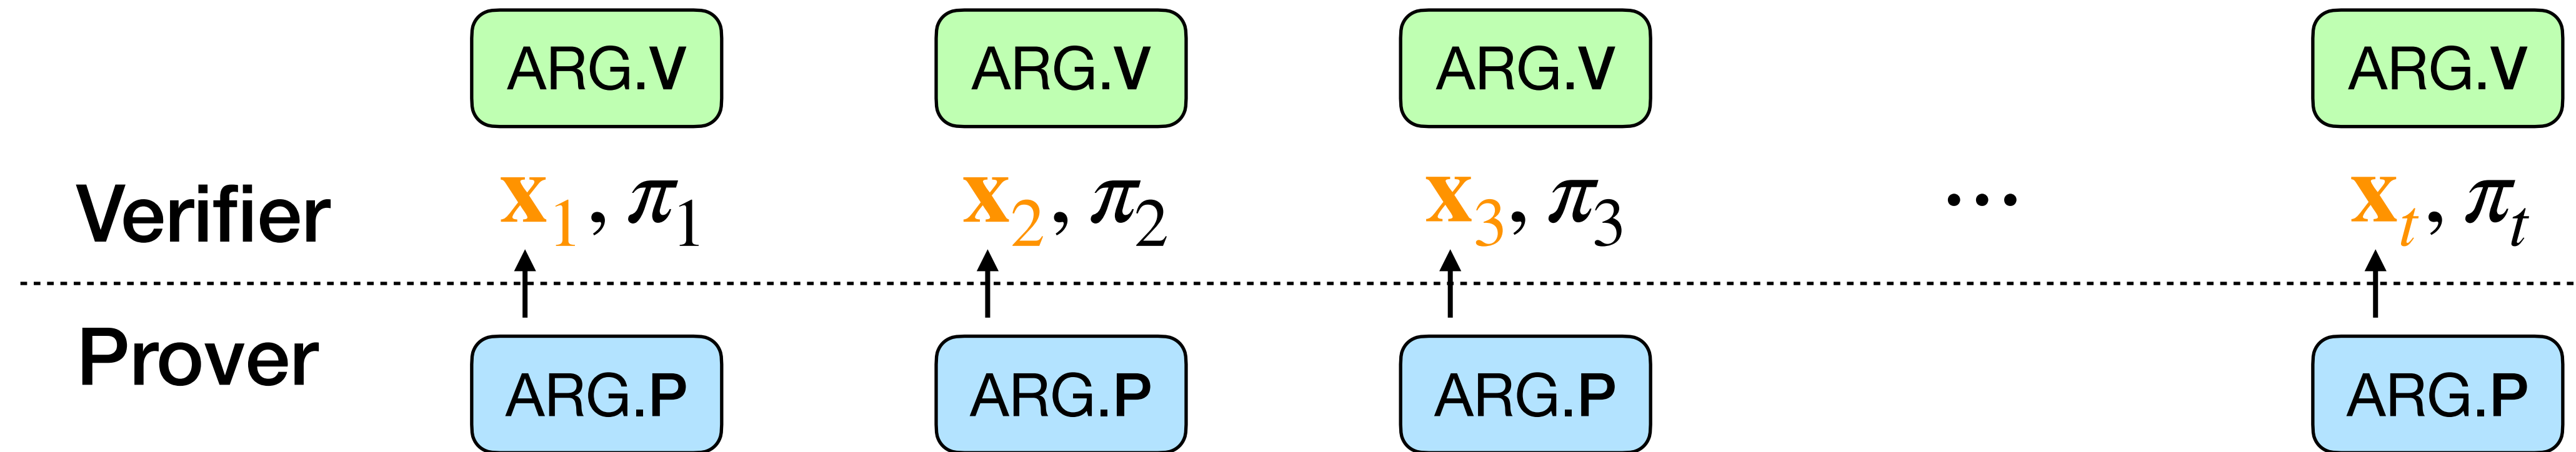 ARG.V ARG.V ARG.V ARG.V
Verifier x₁, π₁ x₂, π₂ x₃, π₃ ⋯ xₜ, πₜ
Prover
ARG.P ARG.P ARG.P ARG.P